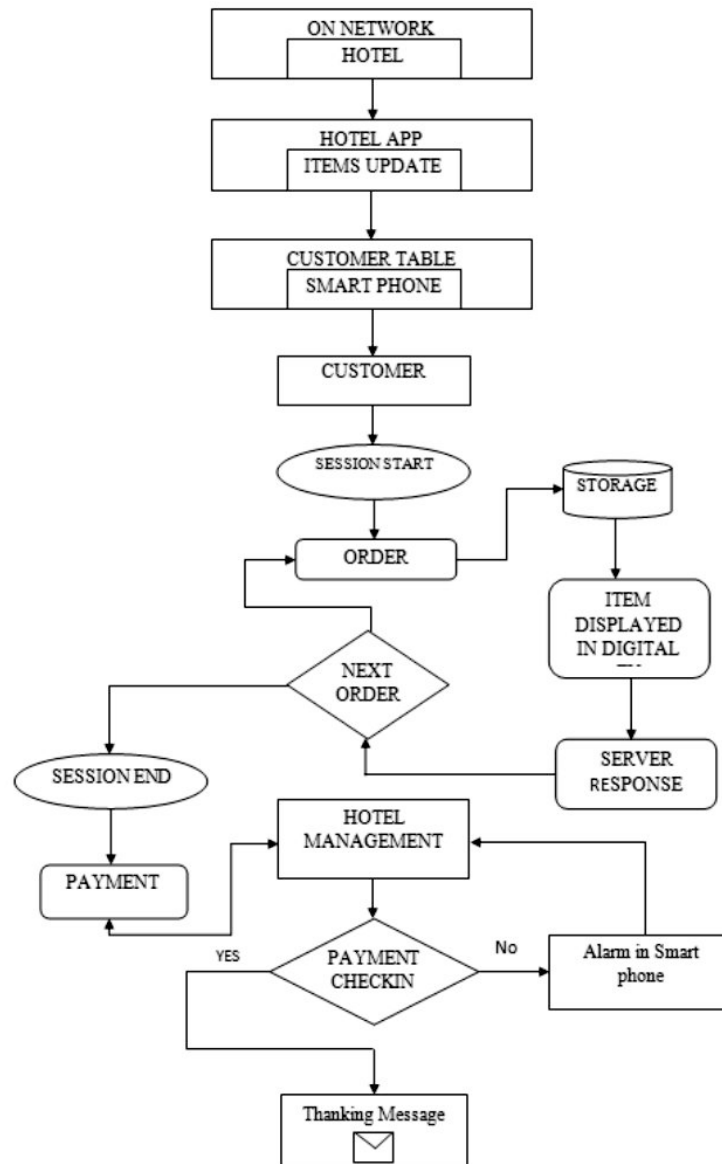 ON NETWORK
HOTEL
HOTEL APP
ITEMS UPDATE
CUSTOMER TABLE
SMART PHONE
CUSTOMER
SESSION START
STORAGE
ORDER
ITEM
DISPLAYED
IN DIGITAL
NEXT
ORDER
SERVER
RESPONSE
SESSION END
HOTEL
MANAGEMENT
PAYMENT
YES
PAYMENT
CHECKIN
No
Alarm in Smart
phone
Thanking Message